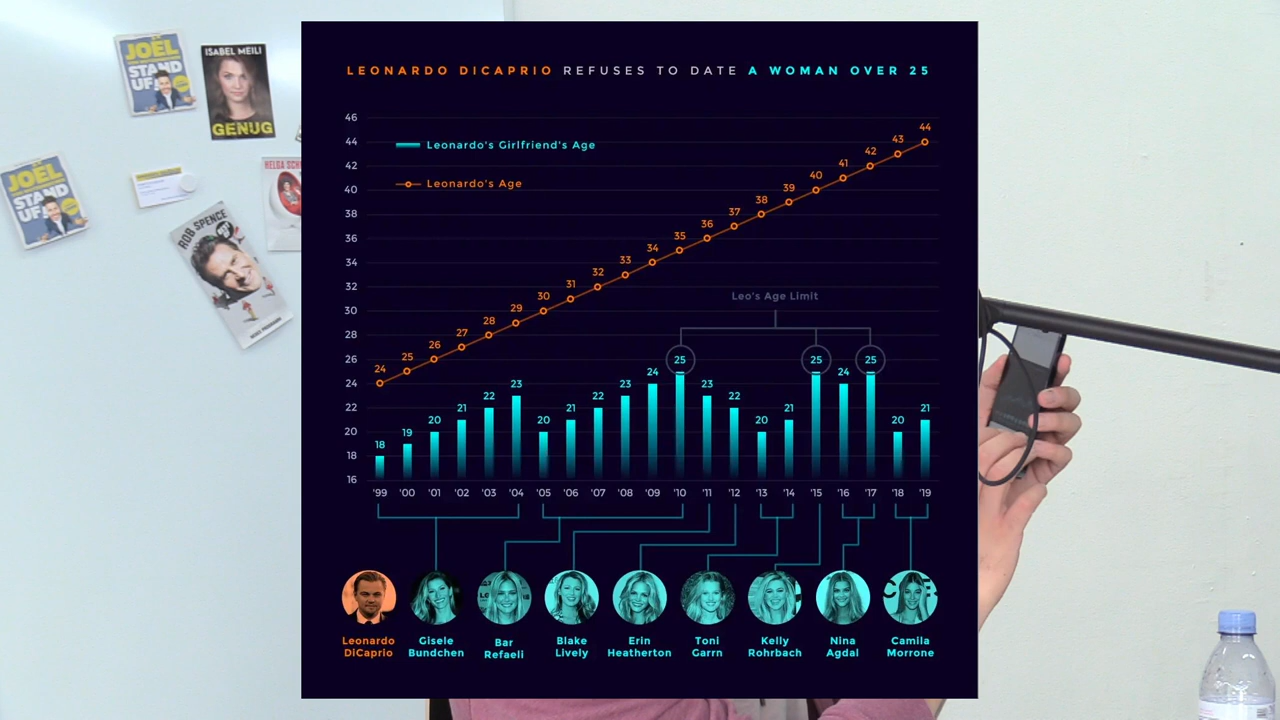 JOËL
STAND
UP
ISABEL MEILI
GENUG
JOËL
STAND
UP
HELGA
ROB SPENCE
LEONARDO DICAPRIO REFUSES TO DATE A WOMAN OVER 25
46
44
42
40
38
36
34
32
30
28
26
24
22
20
18
16
Leonardo's Girlfriend's Age
Leonardo's Age
24 25 26 27 28 29 30 31 32 33 34 35 36 37 38 39 40 41 42 43 44
Leo's Age Limit
18 19 20 21 22 23 20 21 22 23 24 25 23 22 20 21 25 24 25 20 21
'99 '00 '01 '02 '03 '04 '05 '06 '07 '08 '09 '10 '11 '12 '13 '14 '15 '16 '17 '18 '19
Leonardo
DiCaprio
Gisele
Bundchen
Bar
Refaeli
Blake
Lively
Erin
Heatherton
Toni
Garrn
Kelly
Rohrbach
Nina
Agdal
Camila
Morrone